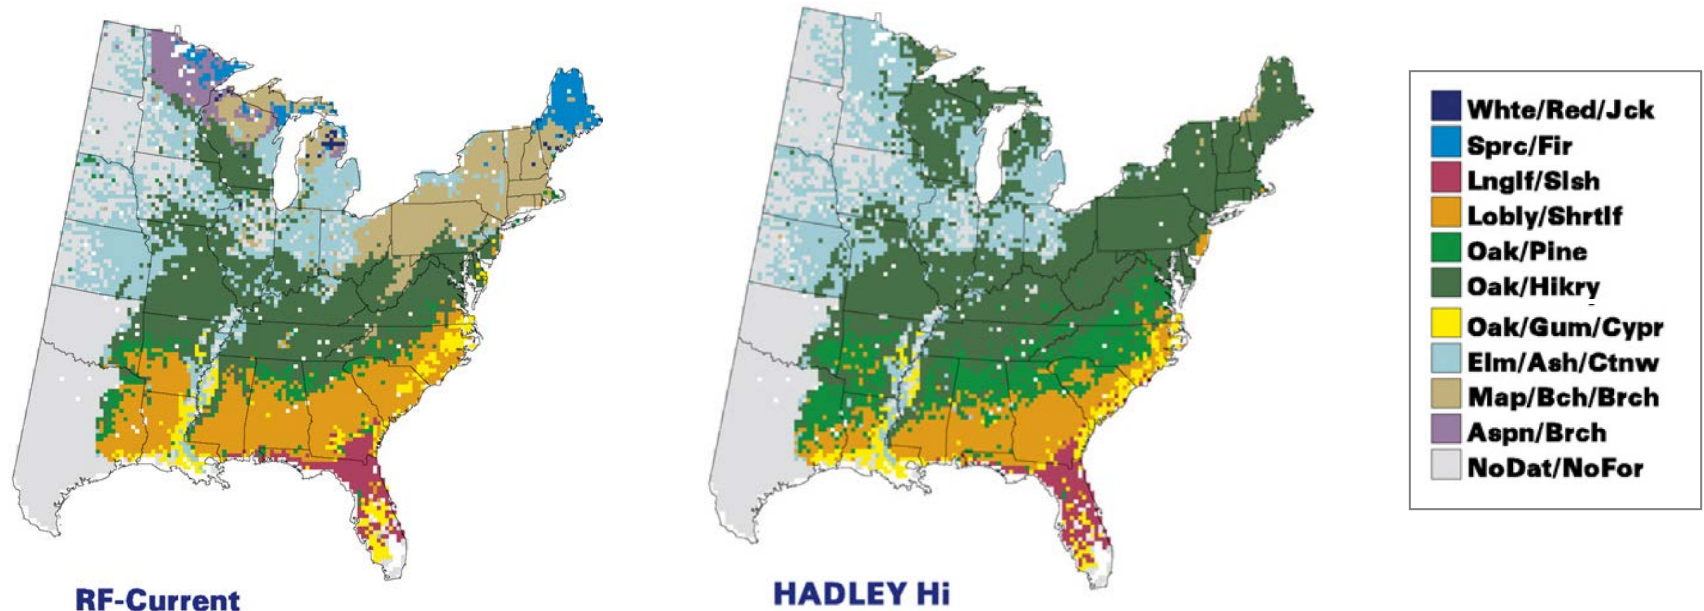 RF-Current
HADLEY Hi
Whte/Red/Jck
Sprc/Fir
Lnglf/Slsh
Lobly/Shrtlf
Oak/Pine
Oak/Hikry
Oak/Gum/Cypr
Elm/Ash/Ctnw
Map/Bch/Brch
Aspn/Brch
NoDat/NoFor